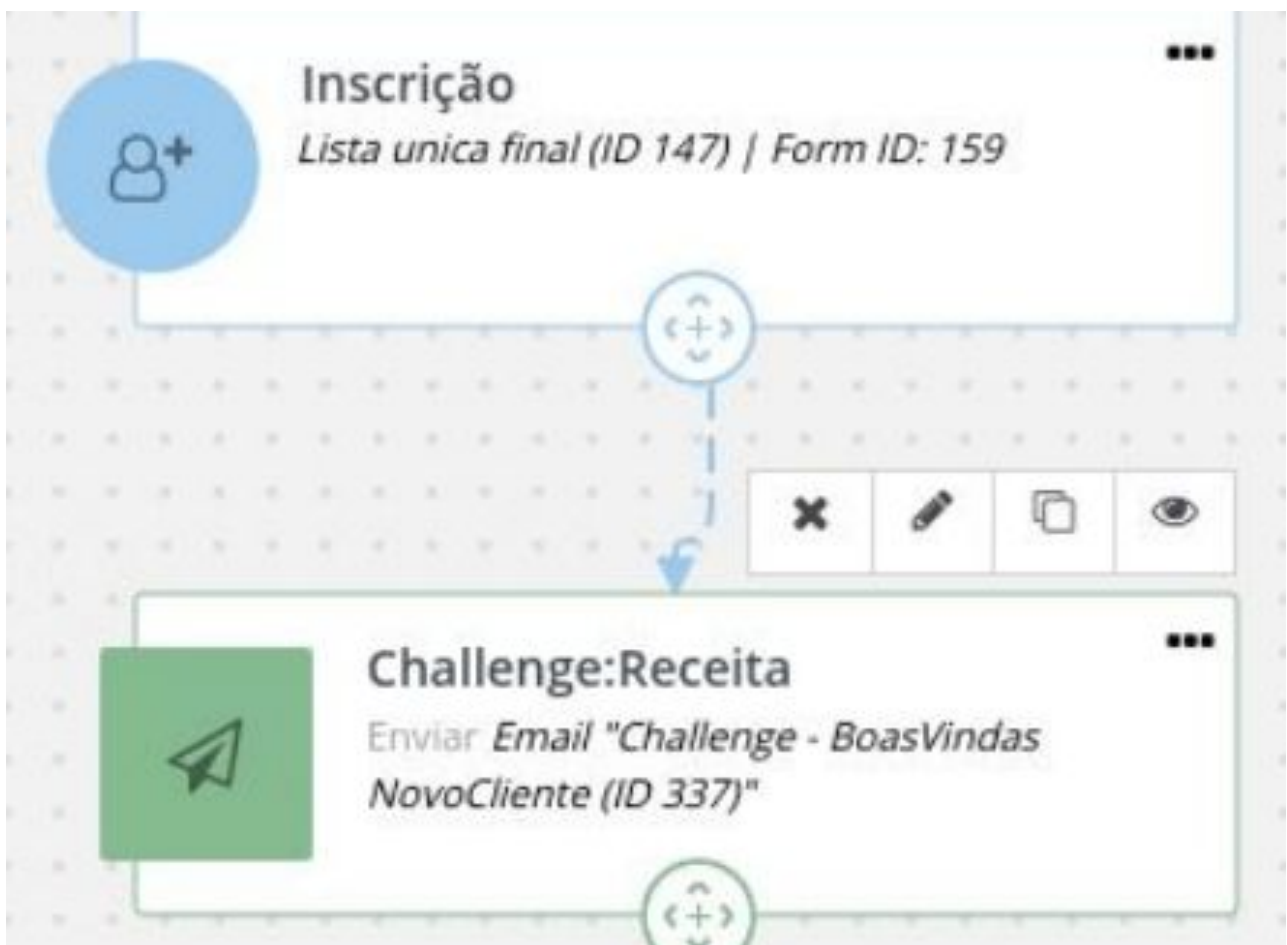 Inscrição
Lista unica final (ID 147) | Form ID: 159
Challenge:Receita
Enviar Email "Challenge - BoasVindas
NovoCliente (ID 337)"